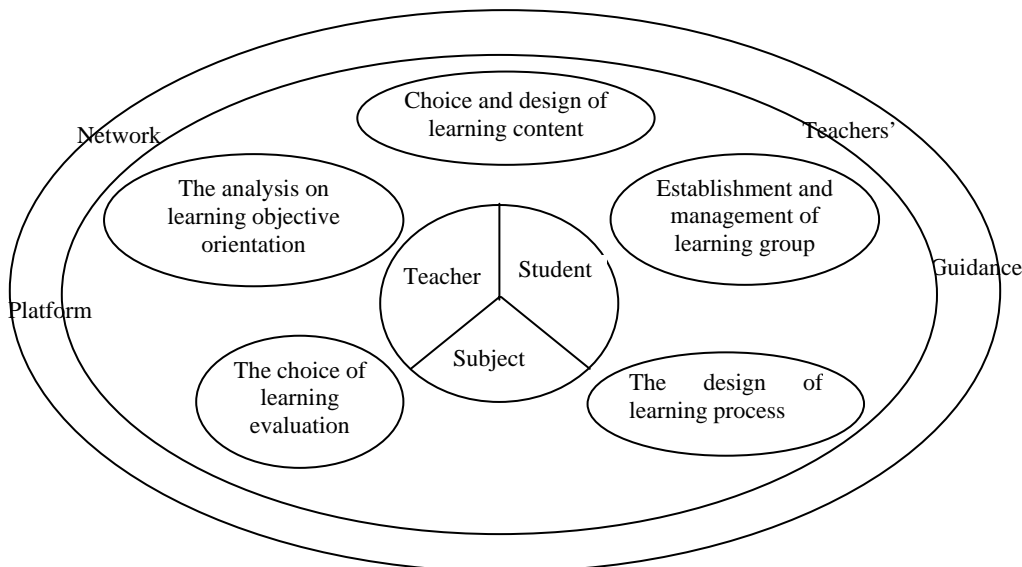 Choice and design of
learning content
Network
Teachers’
The analysis on
learning objective
orientation
Establishment and
management of
learning group
Teacher
Student
Guidance
Platform
Subject
The choice of
learning
evaluation
The design of
learning process